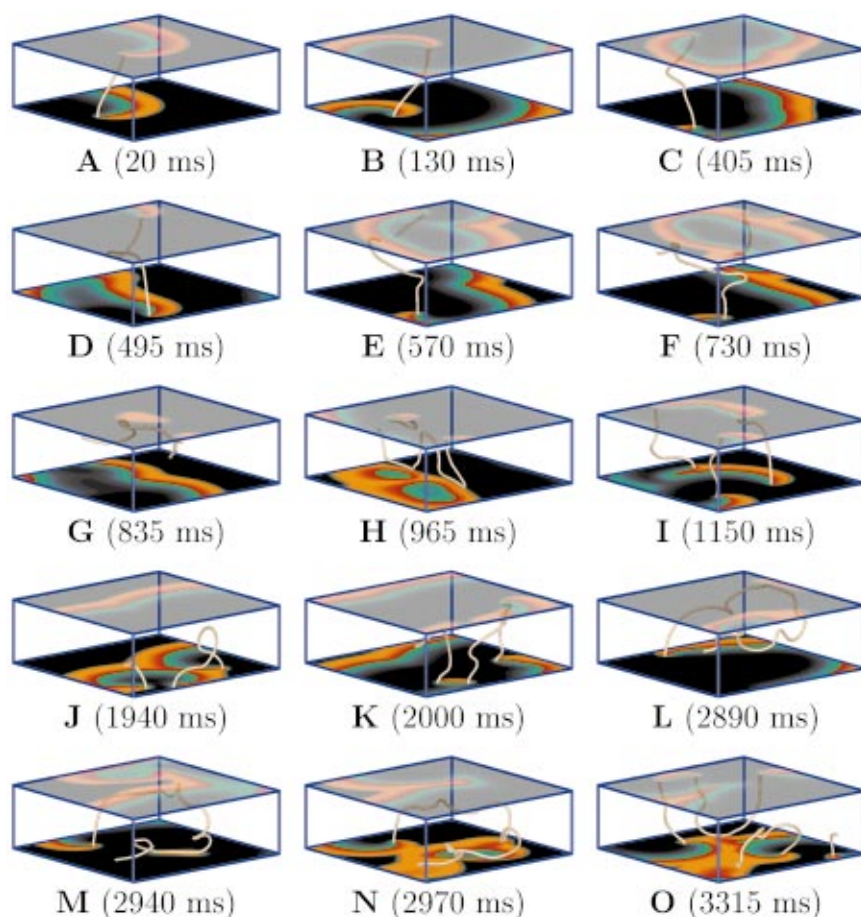 A (20 ms) B (130 ms) C (405 ms)
D (495 ms) E (570 ms) F (730 ms)
G (835 ms) H (965 ms) I (1150 ms)
J (1940 ms) K (2000 ms) L (2890 ms)
M (2940 ms) N (2970 ms) O (3315 ms)